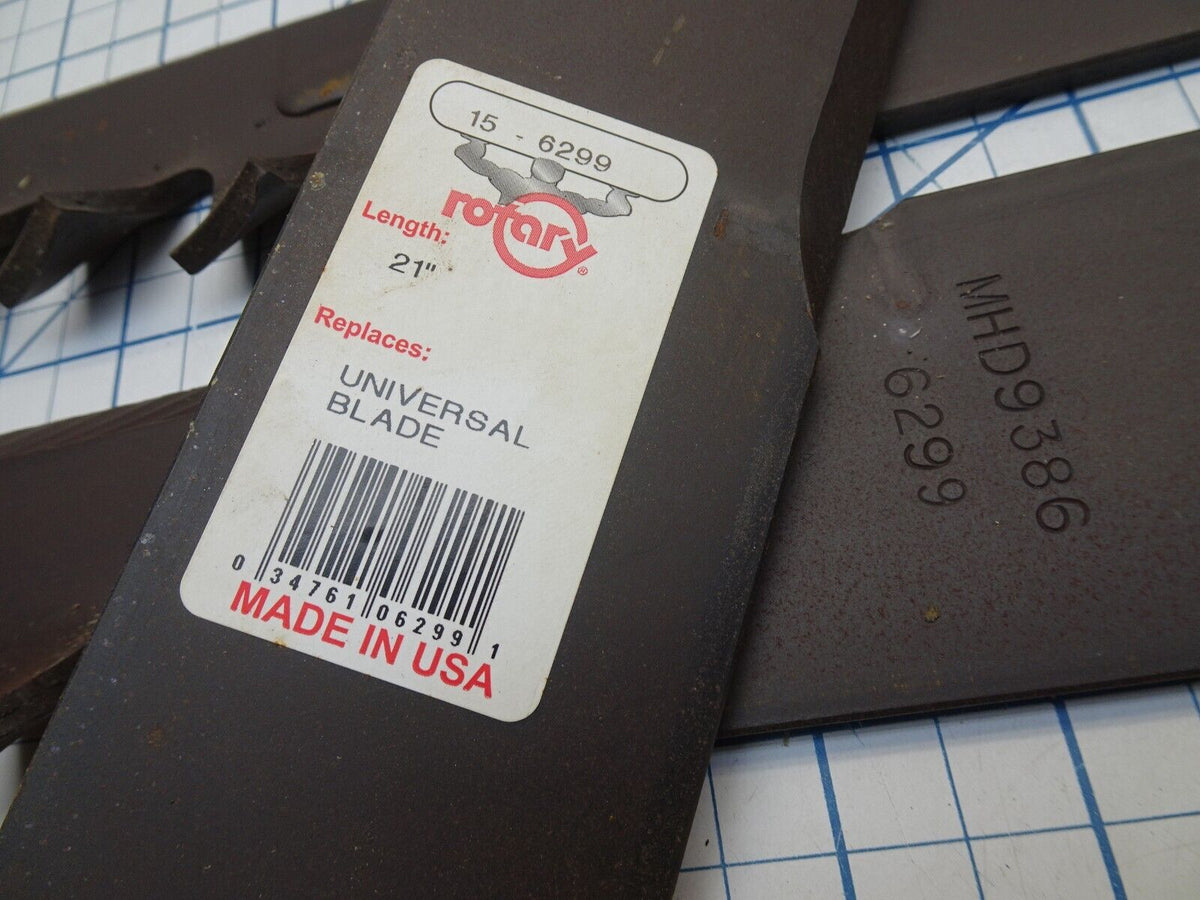 15 - 6299
rotary®
Length:
21"
Replaces:
UNIVERSAL
BLADE
0 34761 06299 1
MADE IN USA
MHD9386
6299